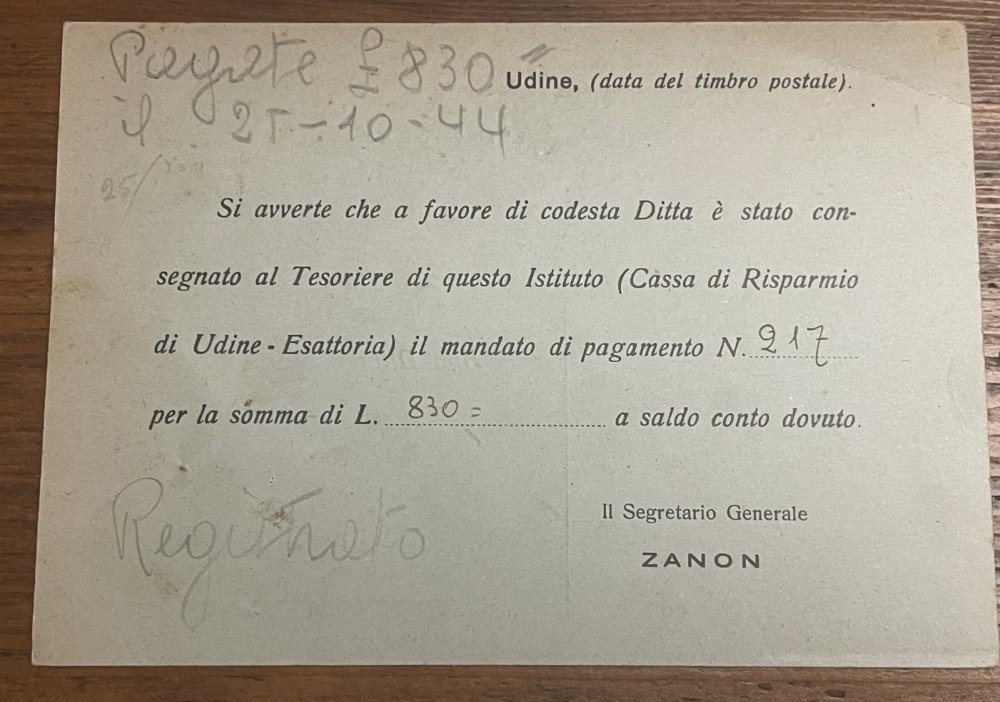 Pagate £ 830=
Udine, (data del timbro postale).
il 25-10-44
25/
Si avverte che a favore di codesta Ditta è stato con-
segnato al Tesoriere di questo Istituto (Cassa di Risparmio
di Udine - Esattoria) il mandato di pagamento N. 217
per la somma di L. 830= a saldo conto dovuto.
Registrato
Il Segretario Generale
ZANON